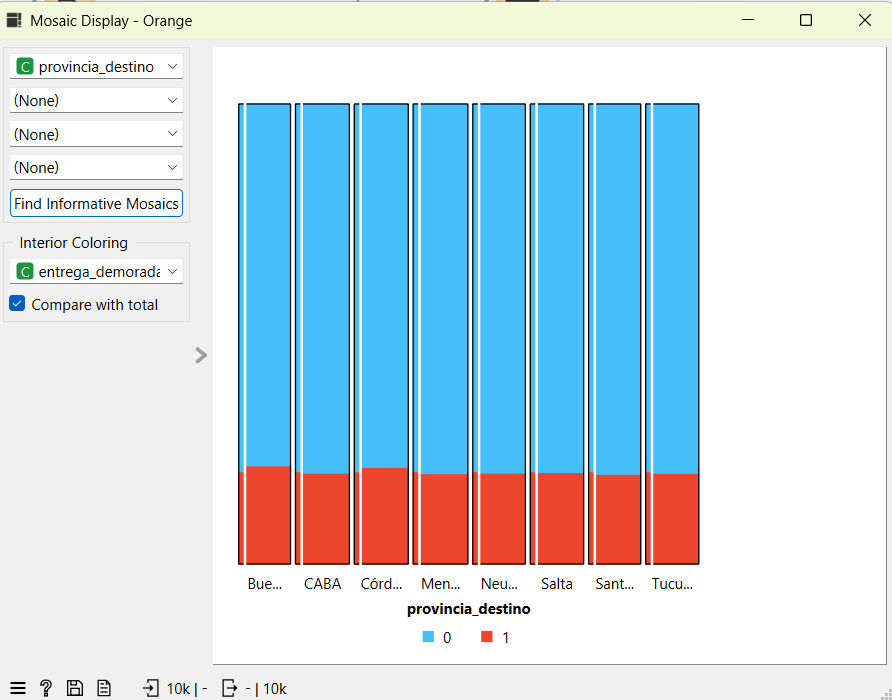 Mosaic Display - Orange
C provincia_destino
(None)
(None)
(None)
Find Informative Mosaics
Interior Coloring
C entrega_demorada
Compare with total
Bue... CABA Córd... Men... Neu... Salta Sant... Tucu...
provincia_destino
0 1
? 10k | - - | 10k